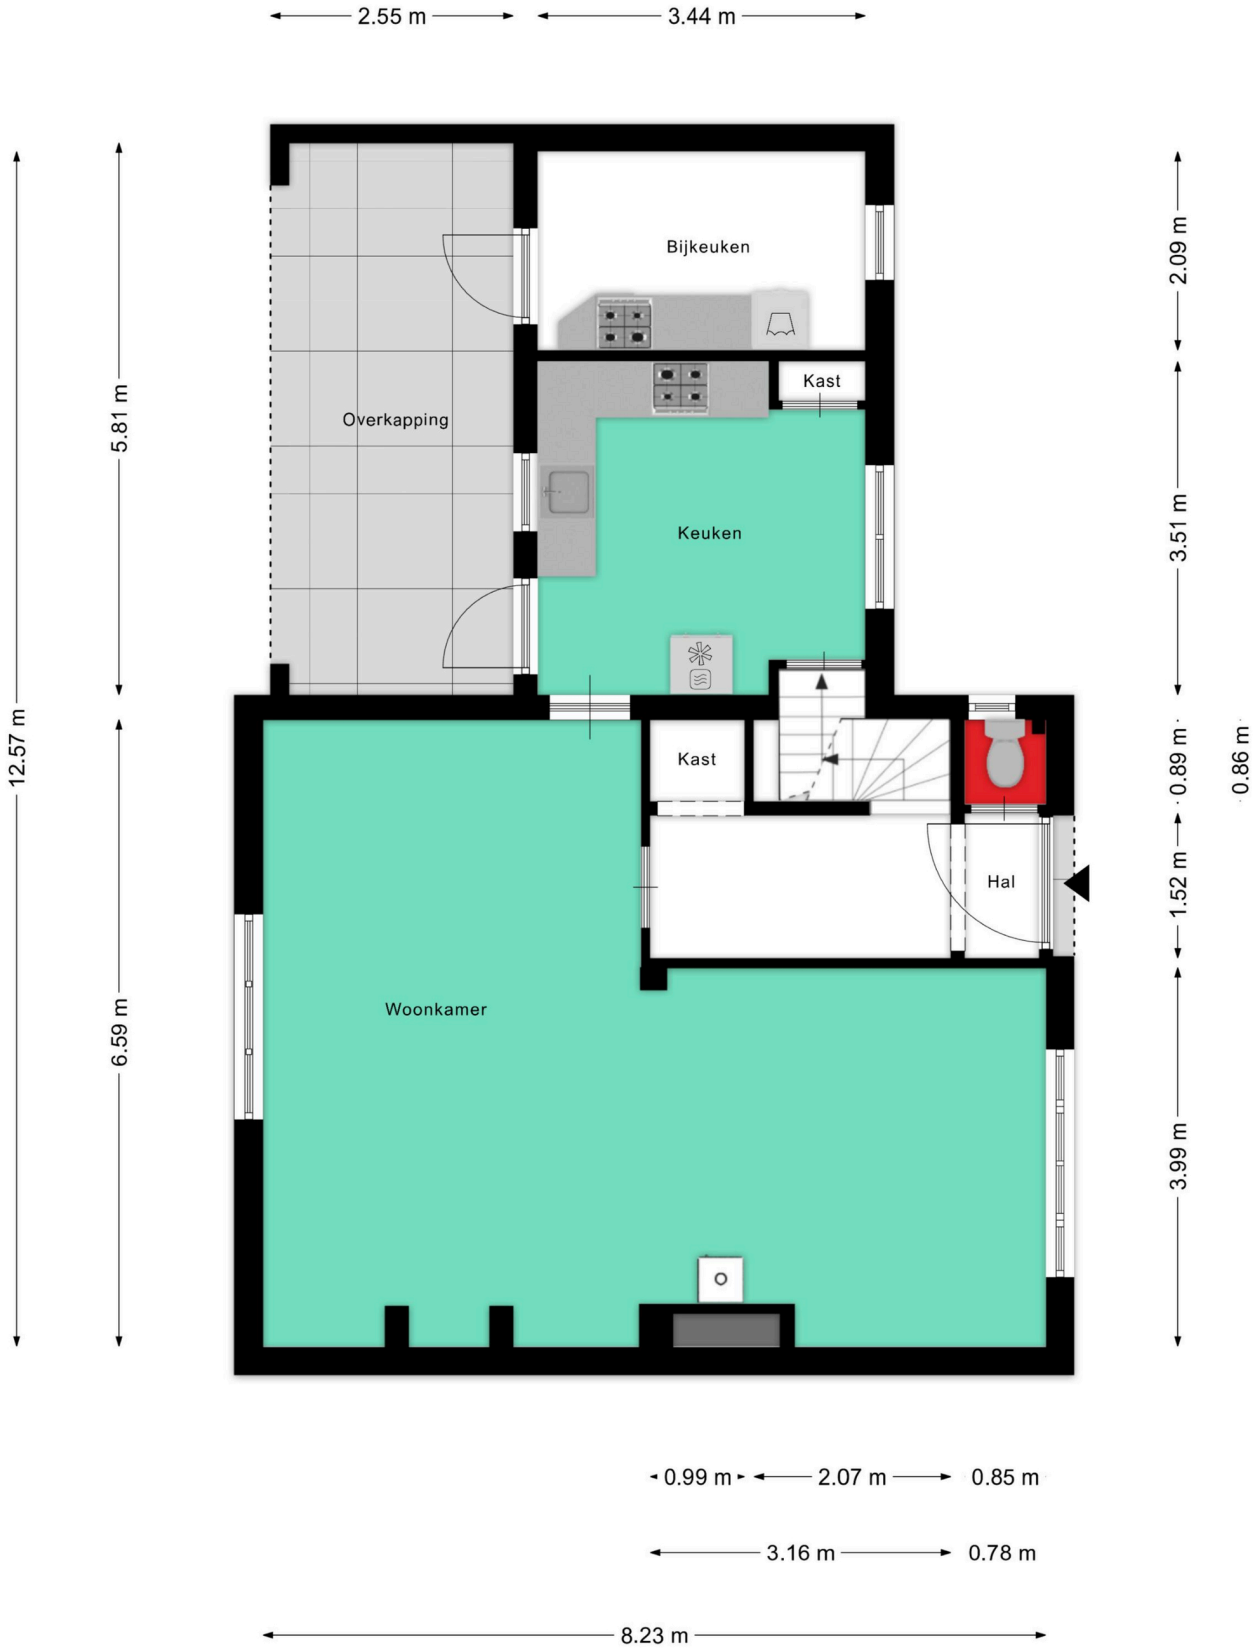 2.55 m
3.44 m
Bijkeuken
2.09 m
Kast
5.81 m
Overkapping
3.51 m
Keuken
12.57 m
Kast
0.89 m
0.86 m
Hal
1.52 m
Woonkamer
6.59 m
3.99 m
0.99 m
2.07 m
0.85 m
3.16 m
0.78 m
8.23 m